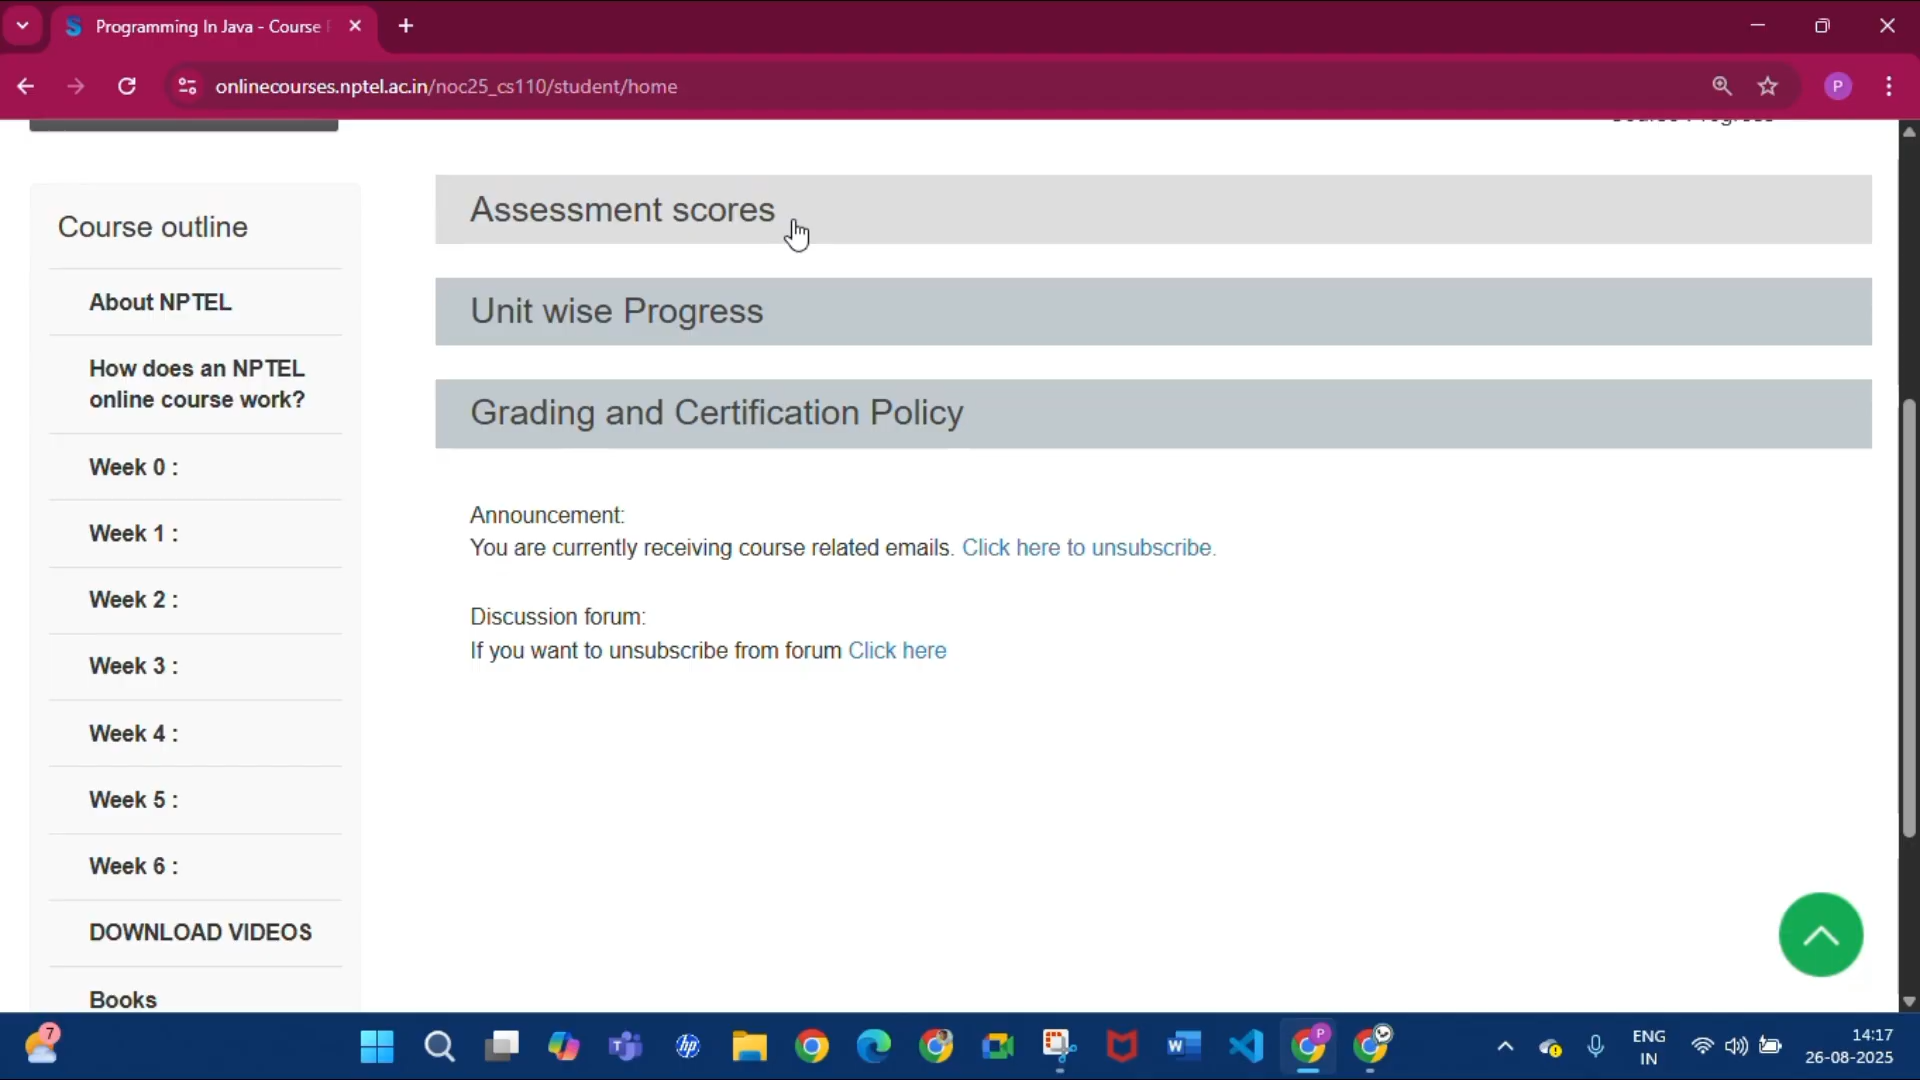 Programming In Java - Course
onlinecourses.nptel.ac.in/noc25_cs110/student/home
P
Course outline
About NPTEL
How does an NPTEL
online course work?
Week 0 :
Week 1 :
Week 2 :
Week 3 :
Week 4 :
Week 5 :
Week 6 :
DOWNLOAD VIDEOS
Books
Assessment scores
Unit wise Progress
Grading and Certification Policy
Announcement:
You are currently receiving course related emails. Click here to unsubscribe.
Discussion forum:
If you want to unsubscribe from forum Click here
7
hp
W
P
ENG
IN
14:17
26-08-2025